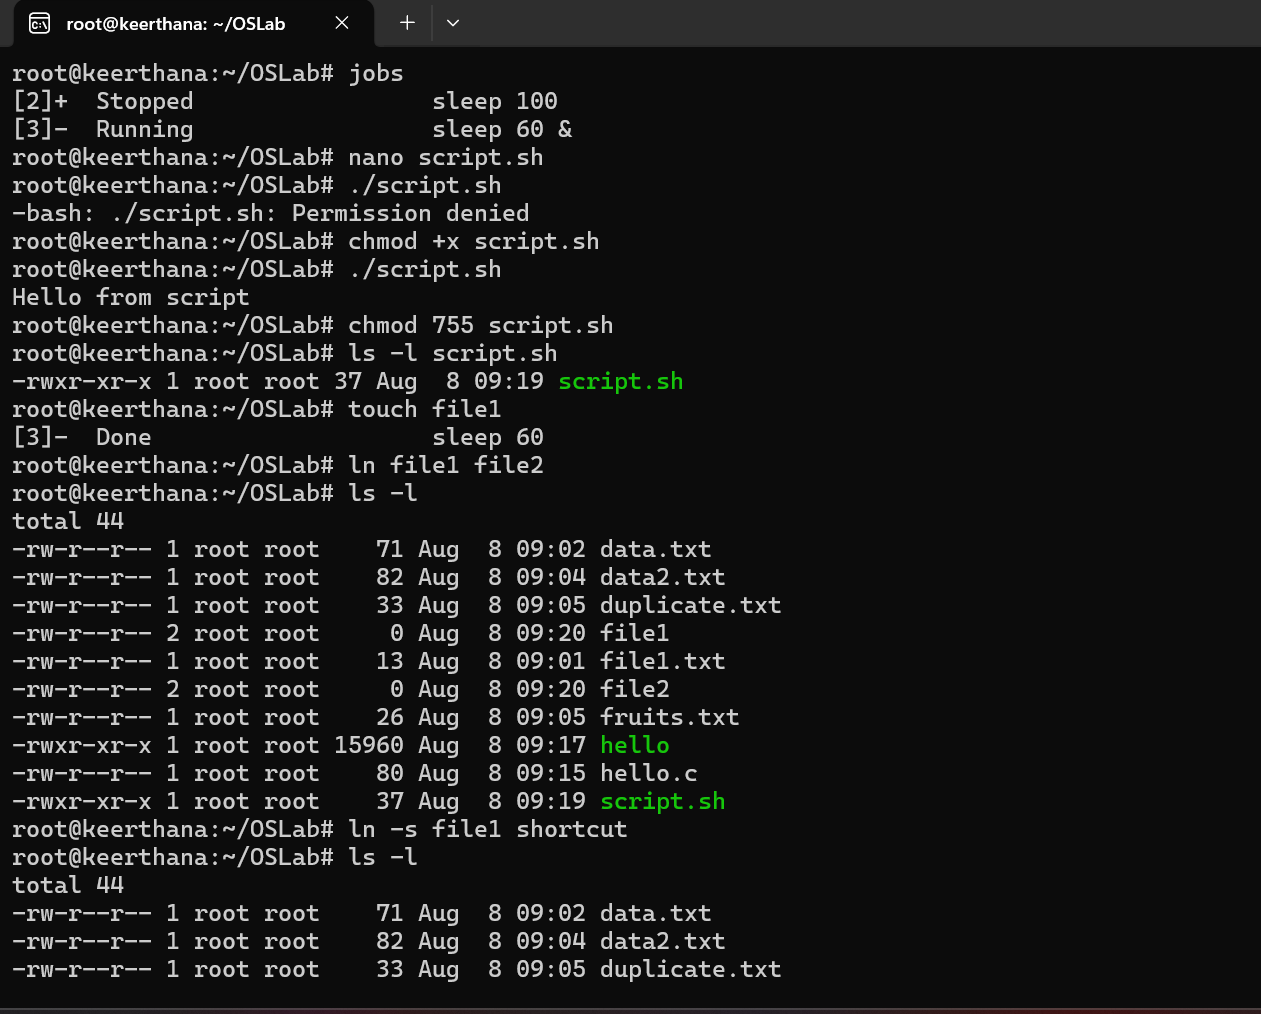 root@keerthana: ~/OSLab
root@keerthana:~/OSLab# jobs
[2]+  Stopped                 sleep 100
[3]-  Running                 sleep 60 &
root@keerthana:~/OSLab# nano script.sh
root@keerthana:~/OSLab# ./script.sh
-bash: ./script.sh: Permission denied
root@keerthana:~/OSLab# chmod +x script.sh
root@keerthana:~/OSLab# ./script.sh
Hello from script
root@keerthana:~/OSLab# chmod 755 script.sh
root@keerthana:~/OSLab# ls -l script.sh
-rwxr-xr-x 1 root root 37 Aug  8 09:19 script.sh
root@keerthana:~/OSLab# touch file1
[3]-  Done                    sleep 60
root@keerthana:~/OSLab# ln file1 file2
root@keerthana:~/OSLab# ls -l
total 44
-rw-r--r-- 1 root root    71 Aug  8 09:02 data.txt
-rw-r--r-- 1 root root    82 Aug  8 09:04 data2.txt
-rw-r--r-- 1 root root    33 Aug  8 09:05 duplicate.txt
-rw-r--r-- 2 root root     0 Aug  8 09:20 file1
-rw-r--r-- 1 root root    13 Aug  8 09:01 file1.txt
-rw-r--r-- 2 root root     0 Aug  8 09:20 file2
-rw-r--r-- 1 root root    26 Aug  8 09:05 fruits.txt
-rwxr-xr-x 1 root root 15960 Aug  8 09:17 hello
-rw-r--r-- 1 root root    80 Aug  8 09:15 hello.c
-rwxr-xr-x 1 root root    37 Aug  8 09:19 script.sh
root@keerthana:~/OSLab# ln -s file1 shortcut
root@keerthana:~/OSLab# ls -l
total 44
-rw-r--r-- 1 root root    71 Aug  8 09:02 data.txt
-rw-r--r-- 1 root root    82 Aug  8 09:04 data2.txt
-rw-r--r-- 1 root root    33 Aug  8 09:05 duplicate.txt